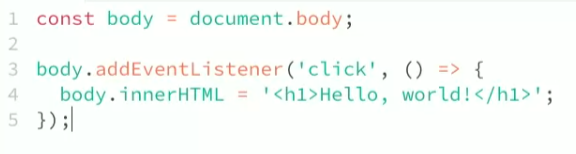 1 const body = document.body;
2
3 body.addEventListener('click', () => {
4   body.innerHTML = '<h1>Hello, world!</h1>';
5 });